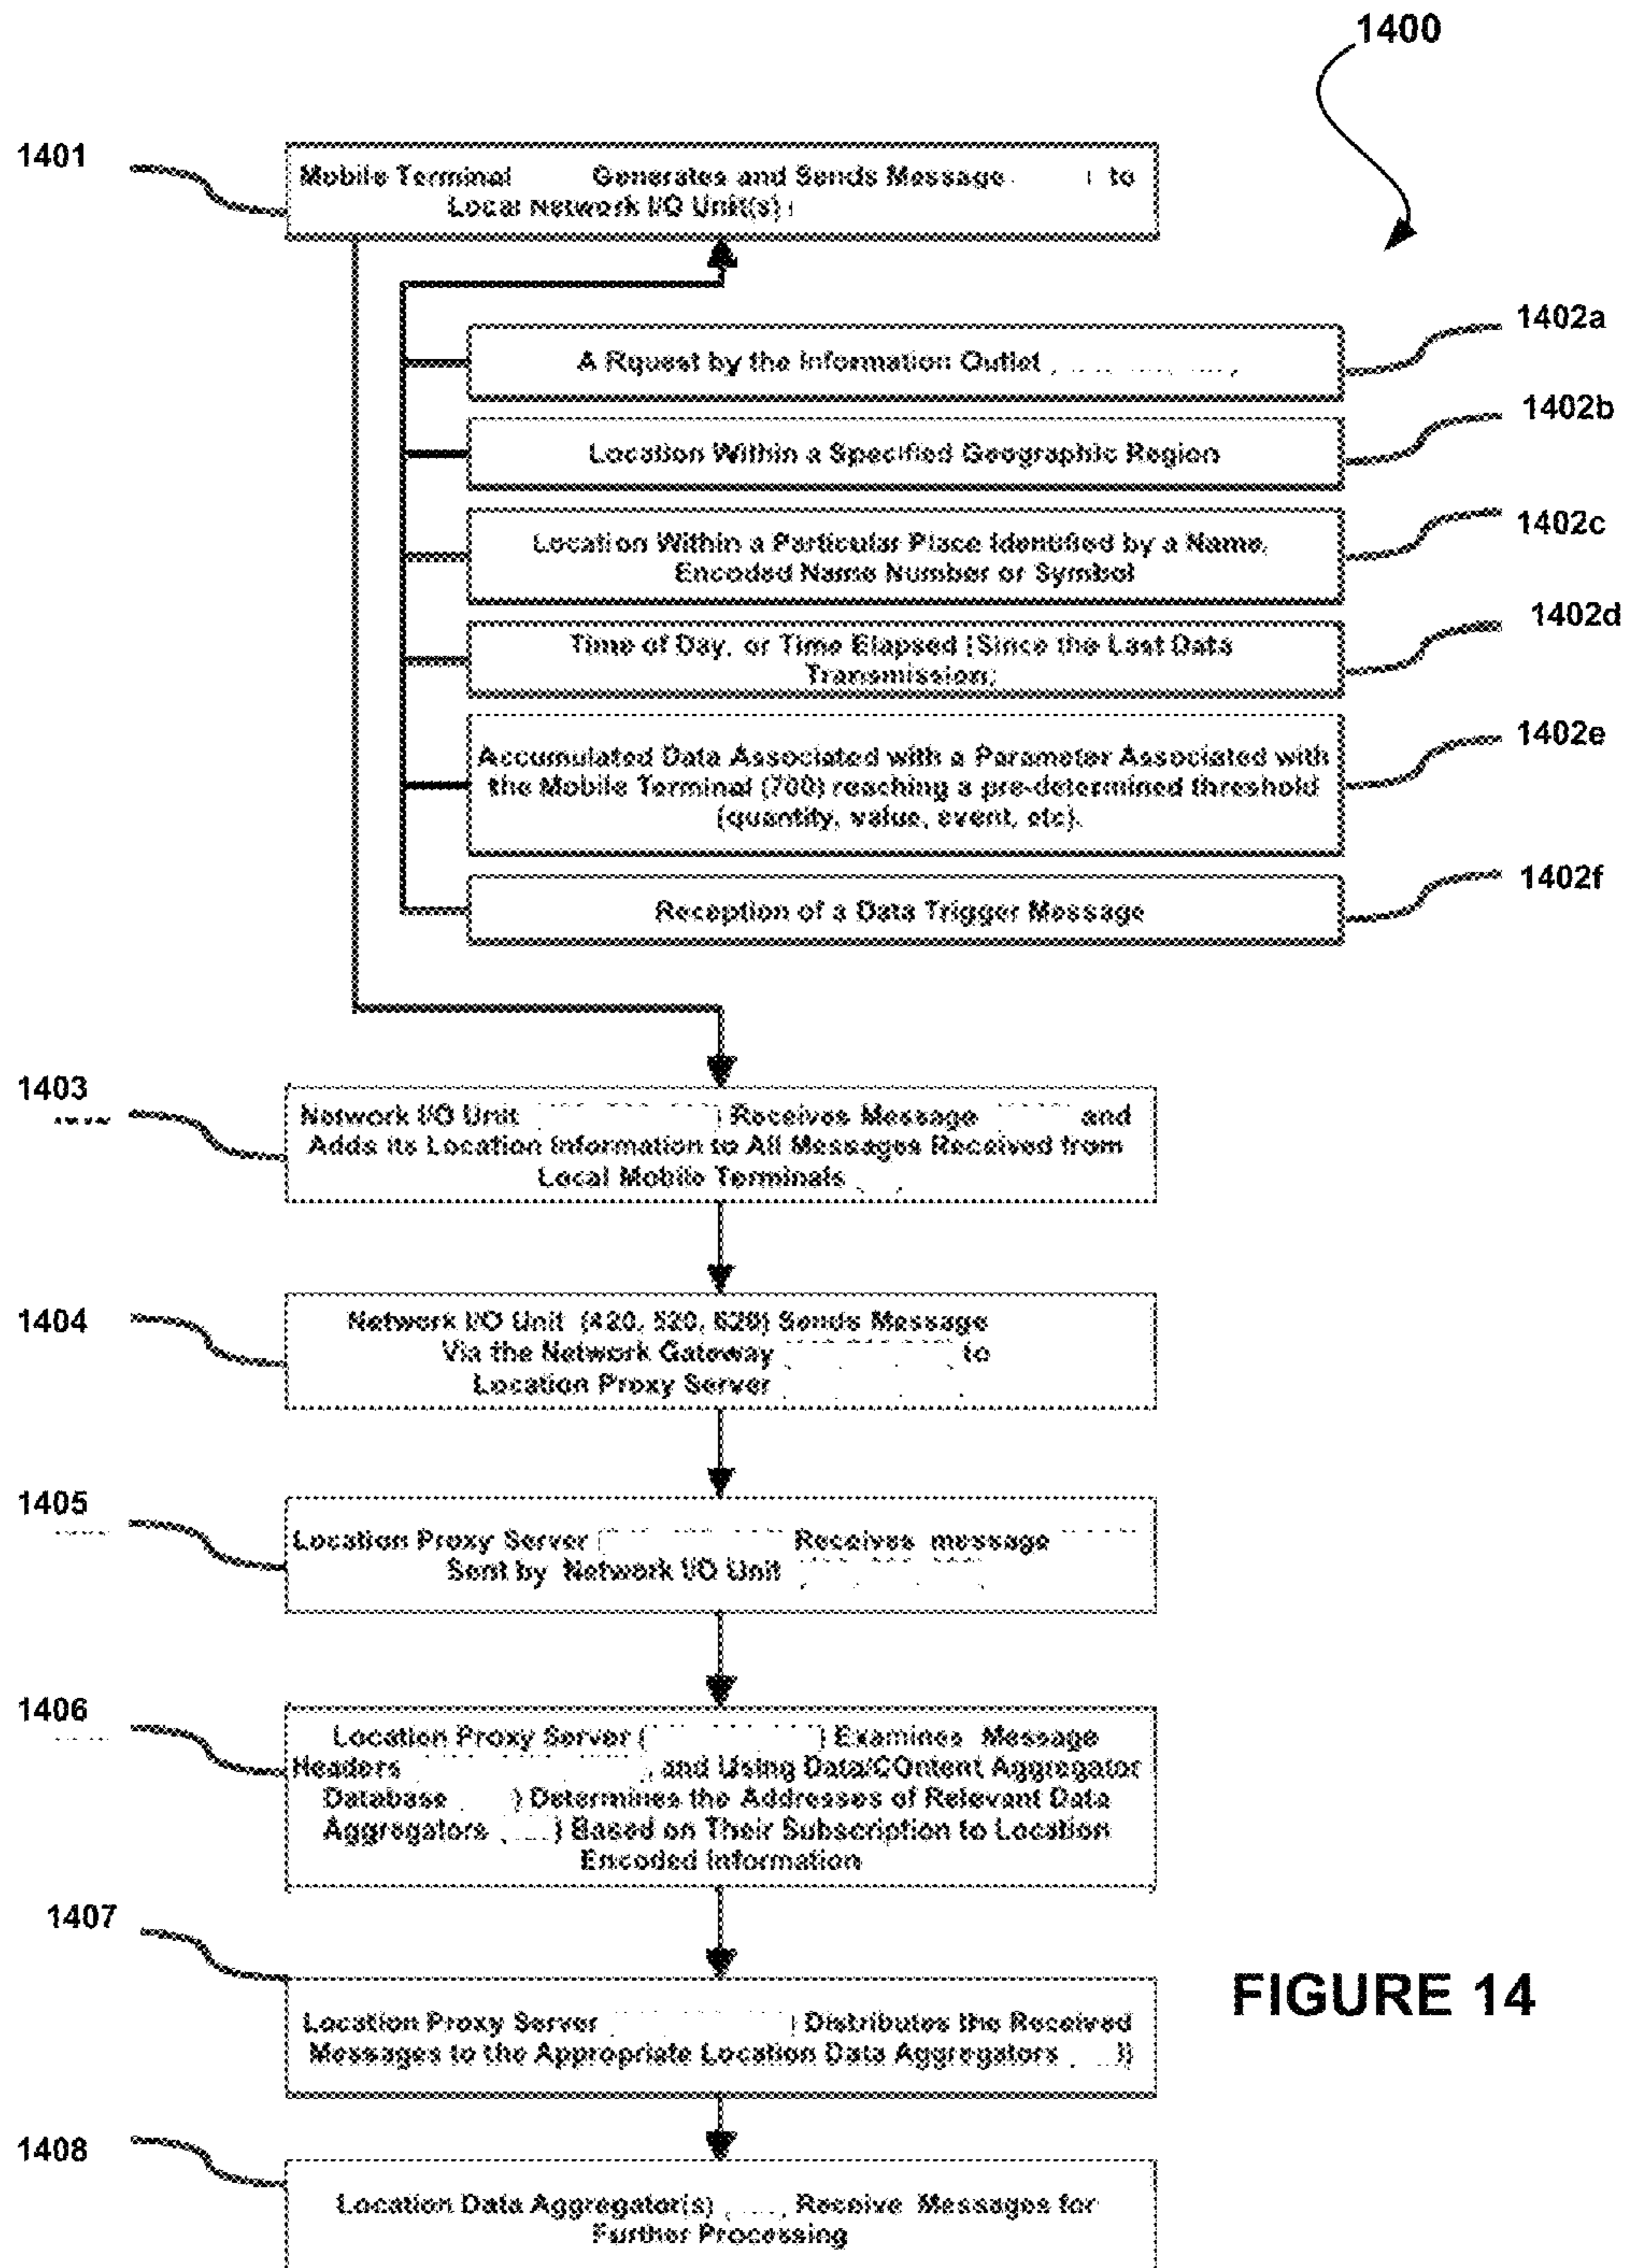 1400
1401
Mobile Terminal Generates and Sends Message to
Local Network I/O Unit(s)
1402a
A Rquest by the Information Outlet
1402b
Location Within a Specified Geographic Region
1402c
Location Within a Particular Place Identified by a Name,
Encoded Name Number or Symbol
1402d
Time of Day, or Time Elapsed (Since the Last Data
Transmission)
1402e
Accumulated Data Associated with a Parameter Associated with
the Mobile Terminal (700) reaching a pre-determined threshold
(quantity, value, event, etc).
1402f
Reception of a Data Trigger Message
1403
Network I/O Unit ) Receives Message and
Adds its Location Information to All Messages Received from
Local Mobile Terminals
1404
Network I/O Unit (420, 520, 620) Sends Message
Via the Network Gateway to
Location Proxy Server
1405
Location Proxy Server ( Receives message
Sent by Network I/O Unit
1406
Location Proxy Server ( ) Examines Message
Headers , and Using Data/COntent Aggregator
Database ) Determines the Addresses of Relevant Data
Aggregators ) Based on Their Subscription to Location
Encoded Information
1407
Location Proxy Server ) Distributes the Received
Messages to the Appropriate Location Data Aggregators ))
1408
Location Data Aggregator(s) Receive Messages for
Further Processing
FIGURE 14